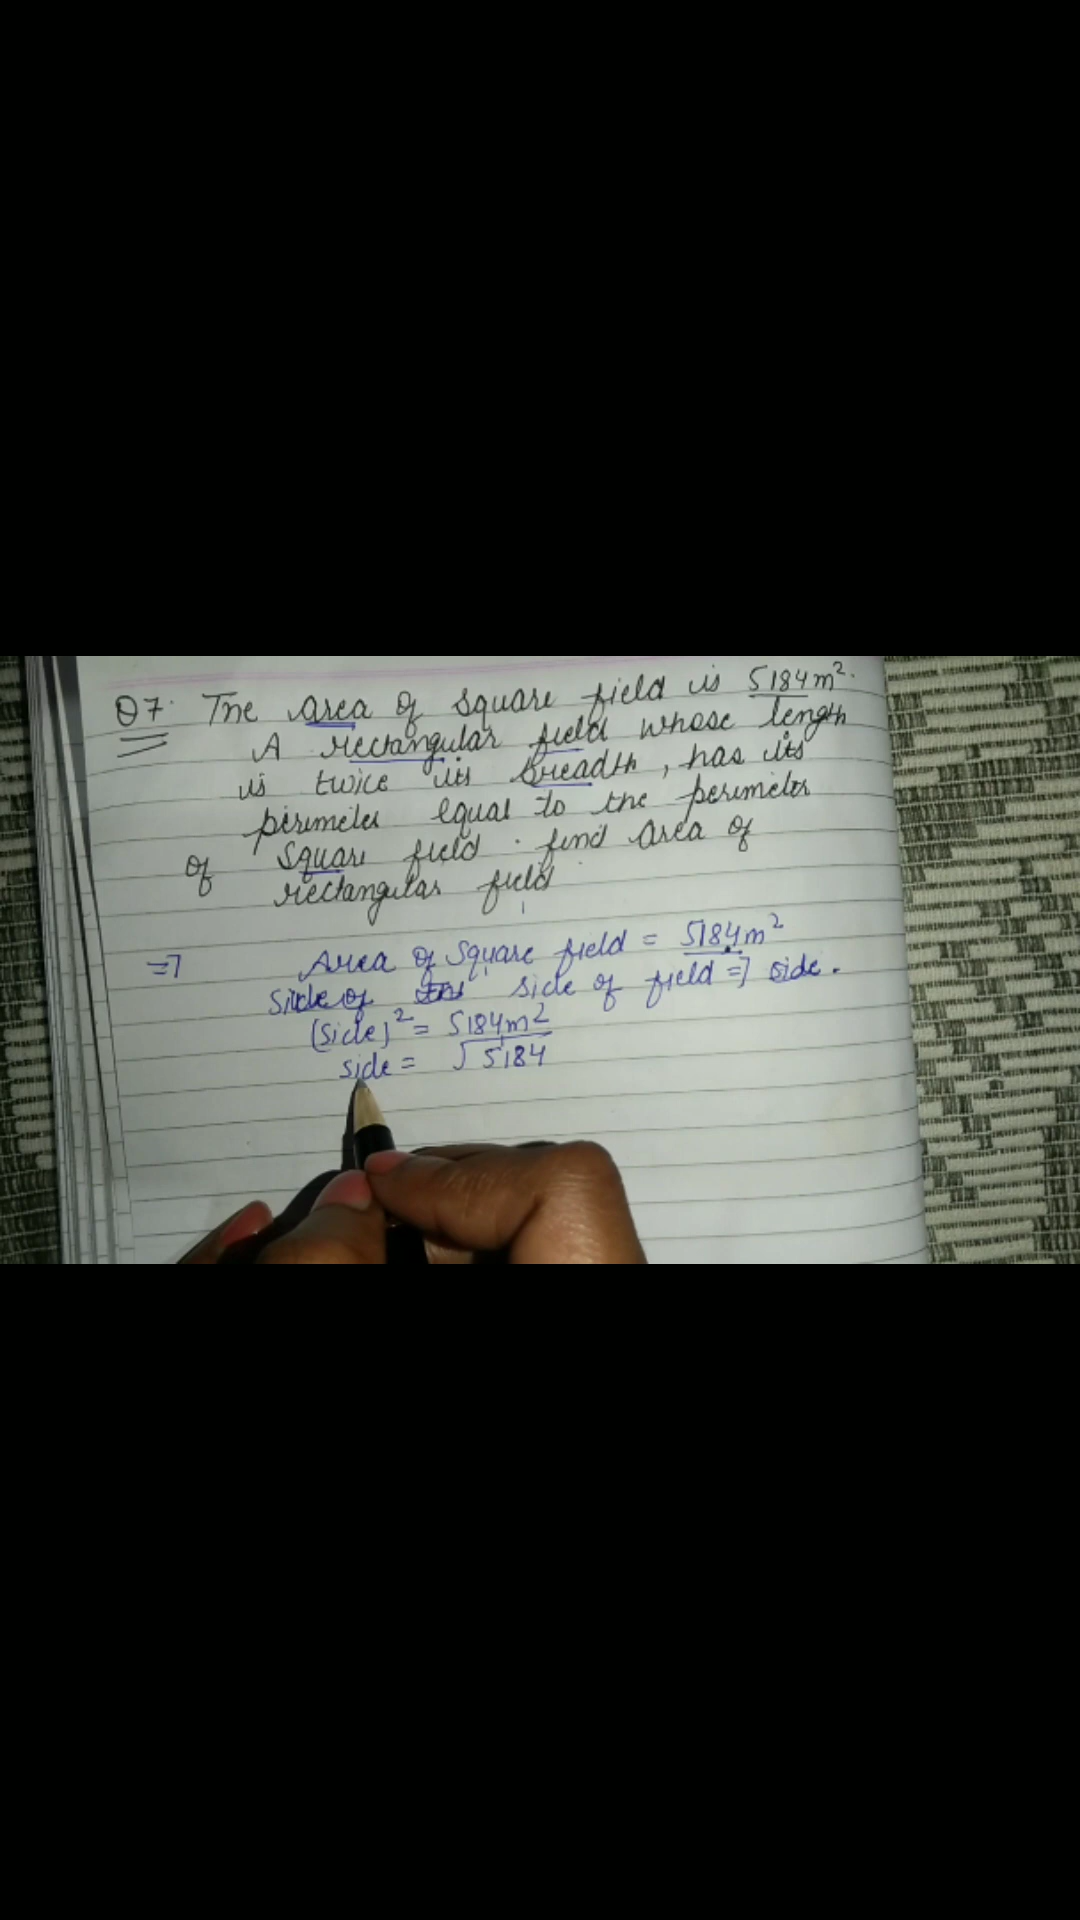 Q7. The area of square field is 5184m².
A rectangular field whose length
is twice its breadth, has its
perimeter equal to the perimeter
of square field. find area of
rectangular field
=> Area of Square field = 5184m²
Side of side of field => side.
(side)² = 5184m²
side = √5184